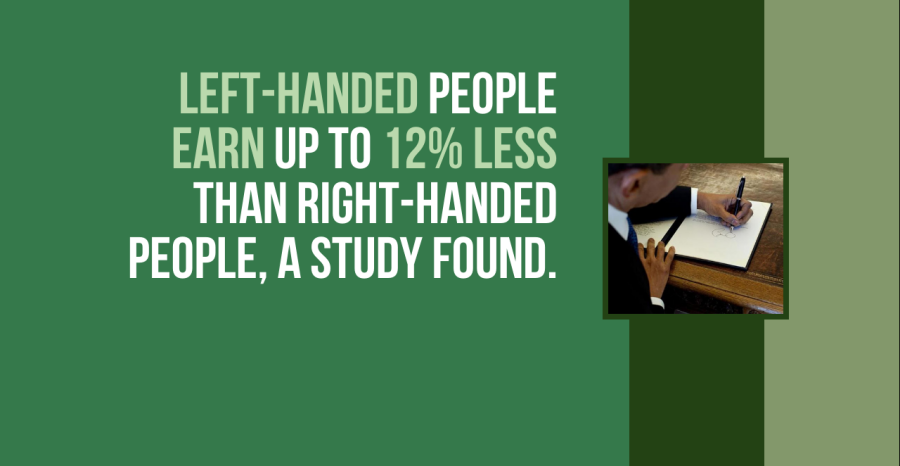 LEFT-HANDED PEOPLE
EARN UP TO 12% LESS
THAN RIGHT-HANDED
PEOPLE, A STUDY FOUND.